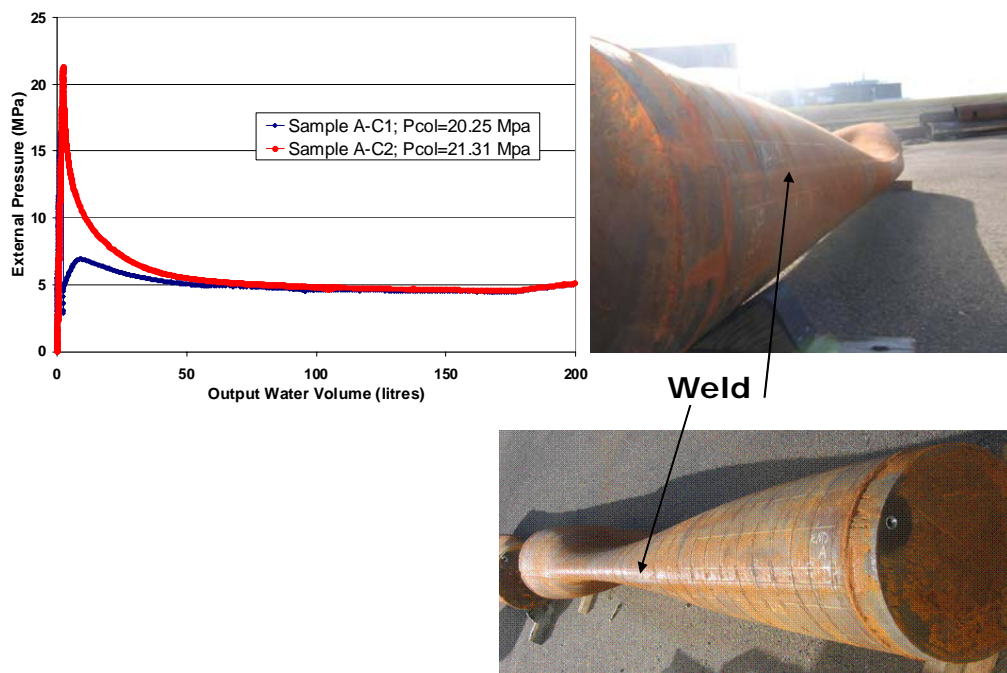 25
20
15
10
5
0
External Pressure (MPa)
Sample A-C1; Pcol=20.25 Mpa
Sample A-C2; Pcol=21.31 Mpa
0 50 100 150 200
Output Water Volume (litres)
Weld